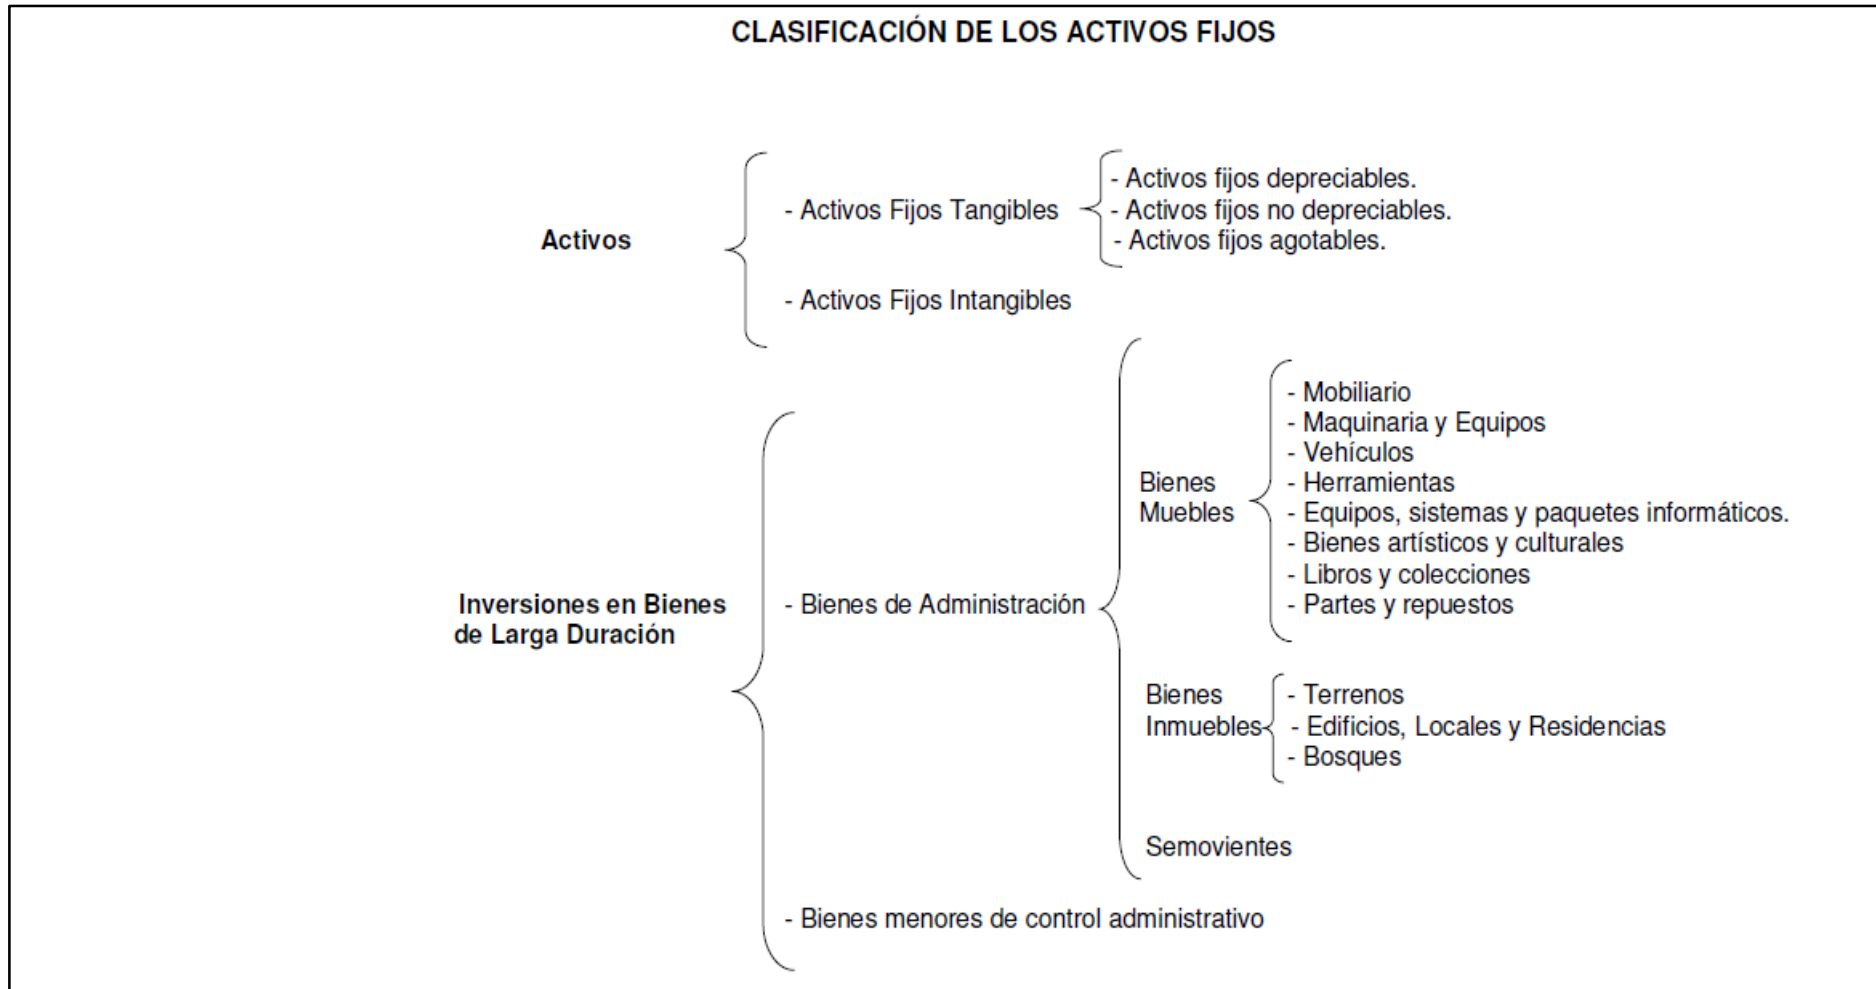 CLASIFICACIÓN DE LOS ACTIVOS FIJOS
Activos
- Activos Fijos Tangibles
- Activos fijos depreciables.
- Activos fijos no depreciables.
- Activos fijos agotables.
- Activos Fijos Intangibles
Inversiones en Bienes
de Larga Duración
- Bienes de Administración
Bienes
Muebles
- Mobiliario
- Maquinaria y Equipos
- Vehículos
- Herramientas
- Equipos, sistemas y paquetes informáticos.
- Bienes artísticos y culturales
- Libros y colecciones
- Partes y repuestos
Bienes
Inmuebles
- Terrenos
- Edificios, Locales y Residencias
- Bosques
Semovientes
- Bienes menores de control administrativo